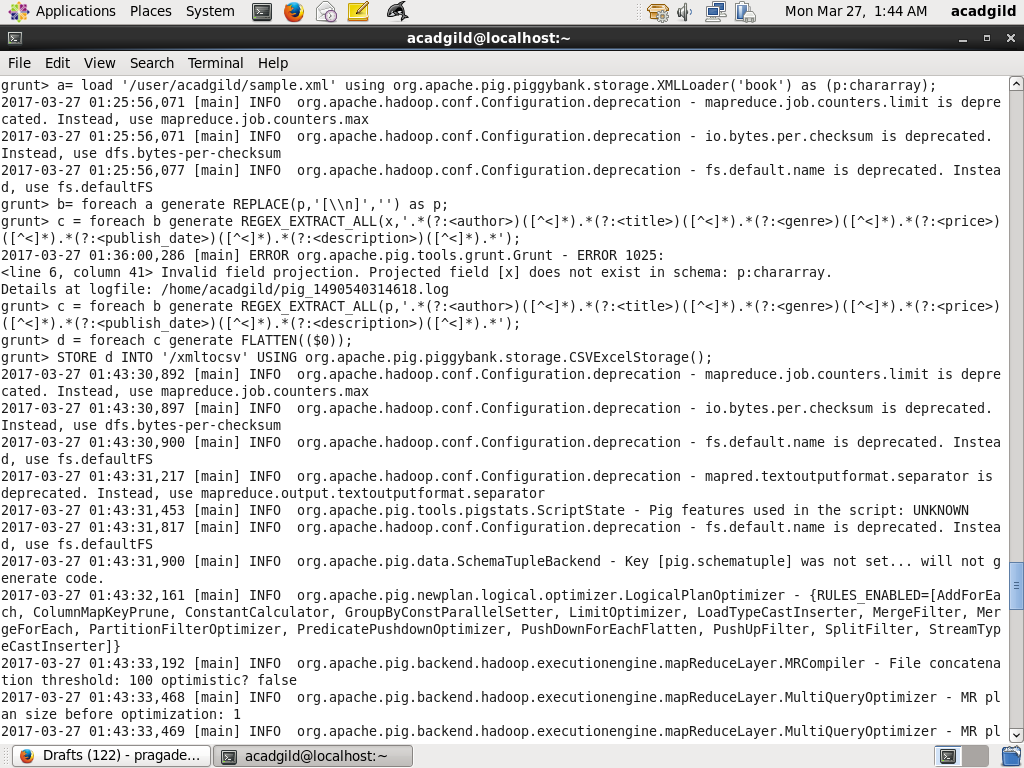 Applications Places System Mon Mar 27, 1:44 AM acadgild
acadgild@localhost:~
File Edit View Search Terminal Help
grunt> a= load '/user/acadgild/sample.xml' using org.apache.pig.piggybank.storage.XMLLoader('book') as (p:chararray);
2017-03-27 01:25:56,071 [main] INFO  org.apache.hadoop.conf.Configuration.deprecation - mapreduce.job.counters.limit is depre
cated. Instead, use mapreduce.job.counters.max
2017-03-27 01:25:56,071 [main] INFO  org.apache.hadoop.conf.Configuration.deprecation - io.bytes.per.checksum is deprecated.
Instead, use dfs.bytes-per-checksum
2017-03-27 01:25:56,077 [main] INFO  org.apache.hadoop.conf.Configuration.deprecation - fs.default.name is deprecated. Instea
d, use fs.defaultFS
grunt> b= foreach a generate REPLACE(p,'[\\n]','') as p;
grunt> c = foreach b generate REGEX_EXTRACT_ALL(x,'.*(?:<author>)([^<]*).*(?:<title>)([^<]*).*(?:<genre>)([^<]*).*(?:<price>)
([^<]*).*(?:<publish_date>)([^<]*).*(?:<description>)([^<]*).*');
2017-03-27 01:36:00,286 [main] ERROR org.apache.pig.tools.grunt.Grunt - ERROR 1025:
<line 6, column 41> Invalid field projection. Projected field [x] does not exist in schema: p:chararray.
Details at logfile: /home/acadgild/pig_1490540314618.log
grunt> c = foreach b generate REGEX_EXTRACT_ALL(p,'.*(?:<author>)([^<]*).*(?:<title>)([^<]*).*(?:<genre>)([^<]*).*(?:<price>)
([^<]*).*(?:<publish_date>)([^<]*).*(?:<description>)([^<]*).*');
grunt> d = foreach c generate FLATTEN(($0));
grunt> STORE d INTO '/xmltocsv' USING org.apache.pig.piggybank.storage.CSVExcelStorage();
2017-03-27 01:43:30,892 [main] INFO  org.apache.hadoop.conf.Configuration.deprecation - mapreduce.job.counters.limit is depre
cated. Instead, use mapreduce.job.counters.max
2017-03-27 01:43:30,897 [main] INFO  org.apache.hadoop.conf.Configuration.deprecation - io.bytes.per.checksum is deprecated.
Instead, use dfs.bytes-per-checksum
2017-03-27 01:43:30,900 [main] INFO  org.apache.hadoop.conf.Configuration.deprecation - fs.default.name is deprecated. Instea
d, use fs.defaultFS
2017-03-27 01:43:31,217 [main] INFO  org.apache.hadoop.conf.Configuration.deprecation - mapred.textoutputformat.separator is
deprecated. Instead, use mapreduce.output.textoutputformat.separator
2017-03-27 01:43:31,453 [main] INFO  org.apache.pig.tools.pigstats.ScriptState - Pig features used in the script: UNKNOWN
2017-03-27 01:43:31,817 [main] INFO  org.apache.hadoop.conf.Configuration.deprecation - fs.default.name is deprecated. Instea
d, use fs.defaultFS
2017-03-27 01:43:31,900 [main] INFO  org.apache.pig.data.SchemaTupleBackend - Key [pig.schematuple] was not set... will not g
enerate code.
2017-03-27 01:43:32,161 [main] INFO  org.apache.pig.newplan.logical.optimizer.LogicalPlanOptimizer - {RULES_ENABLED=[AddForEa
ch, ColumnMapKeyPrune, ConstantCalculator, GroupByConstParallelSetter, LimitOptimizer, LoadTypeCastInserter, MergeFilter, Mer
geForEach, PartitionFilterOptimizer, PredicatePushdownOptimizer, PushDownForEachFlatten, PushUpFilter, SplitFilter, StreamTyp
eCastInserter]}
2017-03-27 01:43:33,192 [main] INFO  org.apache.pig.backend.hadoop.executionengine.mapReduceLayer.MRCompiler - File concatena
tion threshold: 100 optimistic? false
2017-03-27 01:43:33,468 [main] INFO  org.apache.pig.backend.hadoop.executionengine.mapReduceLayer.MultiQueryOptimizer - MR pl
an size before optimization: 1
2017-03-27 01:43:33,469 [main] INFO  org.apache.pig.backend.hadoop.executionengine.mapReduceLayer.MultiQueryOptimizer - MR pl
Drafts (122) - pragade... acadgild@localhost:~